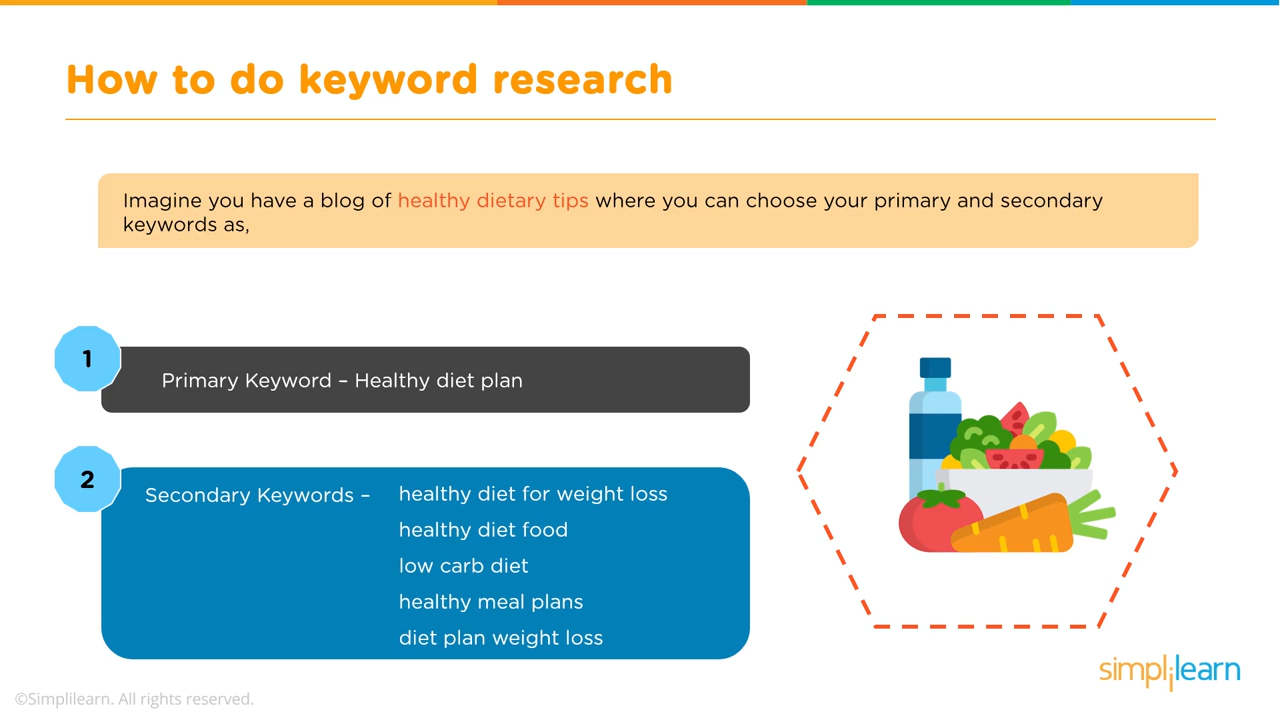 How to do keyword research
Imagine you have a blog of healthy dietary tips where you can choose your primary and secondary
keywords as,
1
Primary Keyword – Healthy diet plan
2
Secondary Keywords –
healthy diet for weight loss
healthy diet food
low carb diet
healthy meal plans
diet plan weight loss
simplilearn
©Simplilearn. All rights reserved.